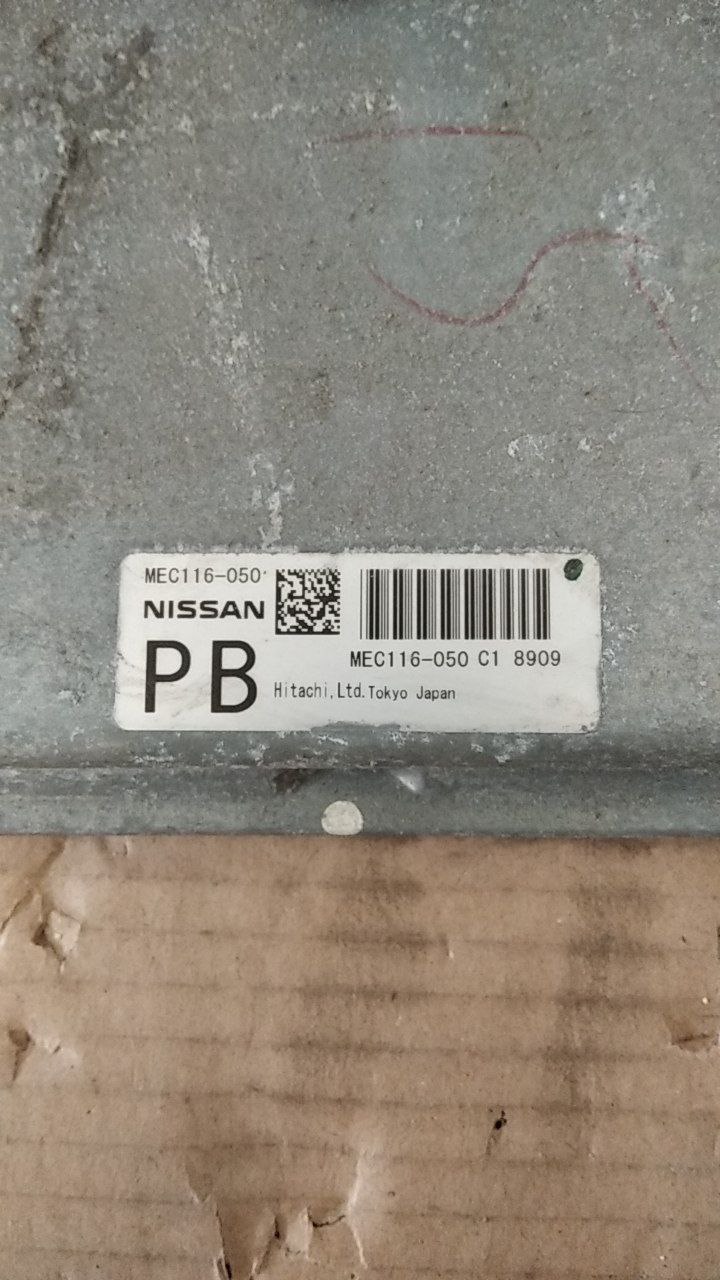 MEC116-050
NISSAN
PB
MEC116-050 C1 8909
Hitachi,Ltd.Tokyo Japan